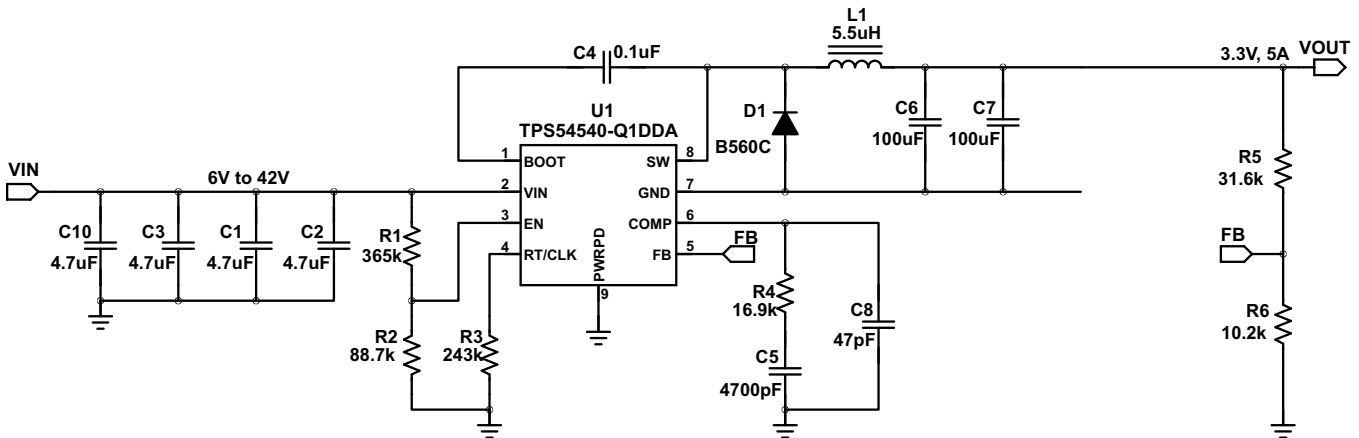 L1
5.5uH
C4 0.1uF
3.3V, 5A VOUT
U1
TPS54540-Q1DDA
D1
B560C
C6
100uF
C7
100uF
1 BOOT SW 8
VIN
6V to 42V
2 VIN GND 7
3 EN COMP 6
4 RT/CLK FB 5 FB
PWRPD
9
R5
31.6k
C10
4.7uF
C3
4.7uF
C1
4.7uF
C2
4.7uF
R1
365k
FB
R4
16.9k
C8
47pF
R6
10.2k
R2
88.7k
R3
243k
C5
4700pF